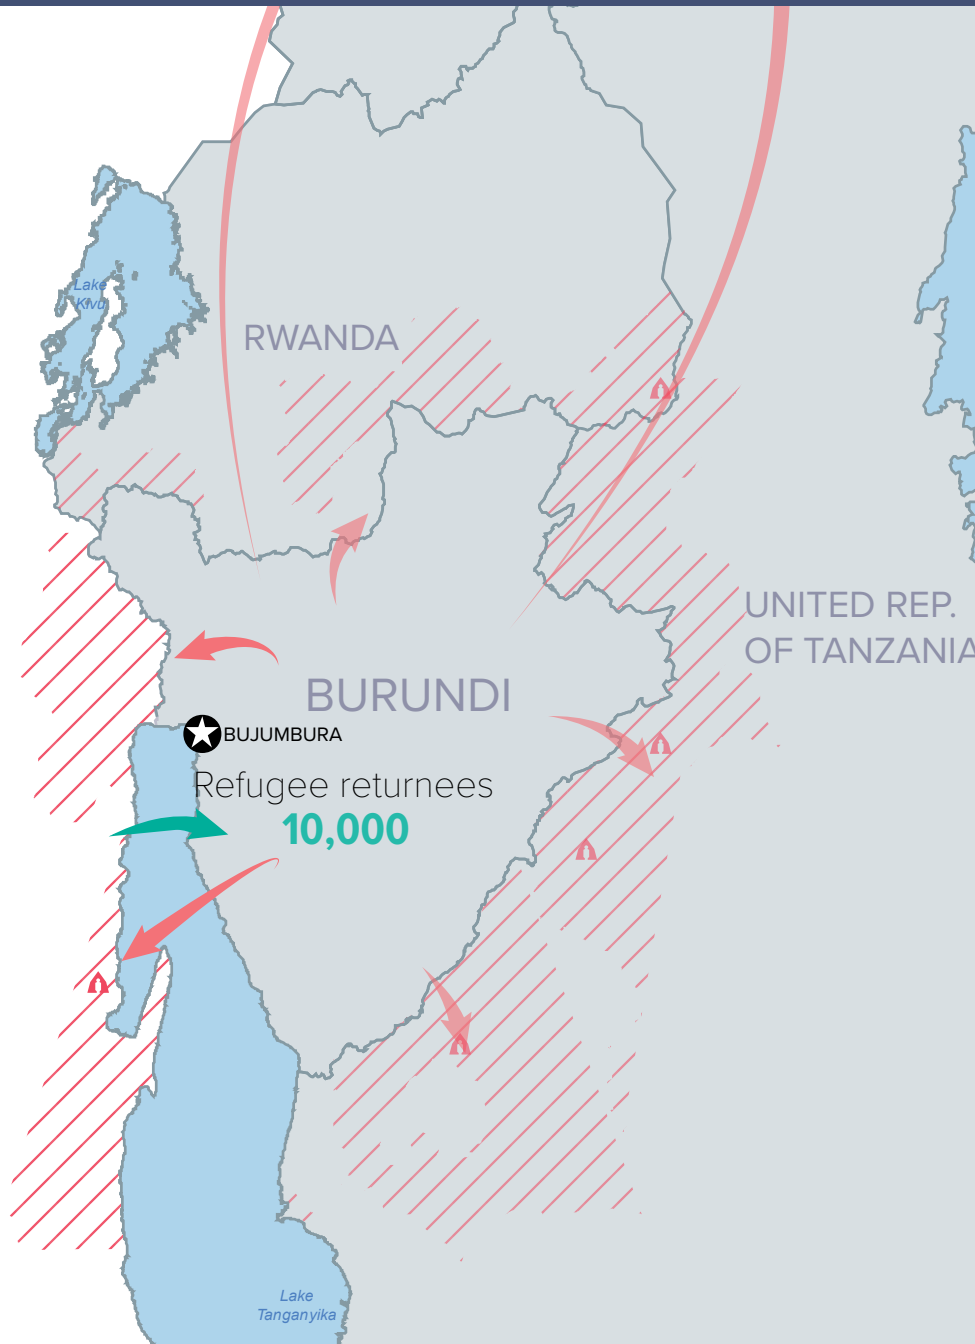 Lake
Kivu
RWANDA
UNITED REP.
OF TANZANIA
BURUNDI
BUJUMBURA
Refugee returnees
10,000
Lake
Tanganyika